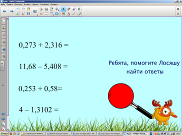 0,273 + 2,316 =
Ребята, помогите Лосяшу
найти ответы
11,68 – 5,408 =
0,253 + 0,58=
4 – 1,3102 =